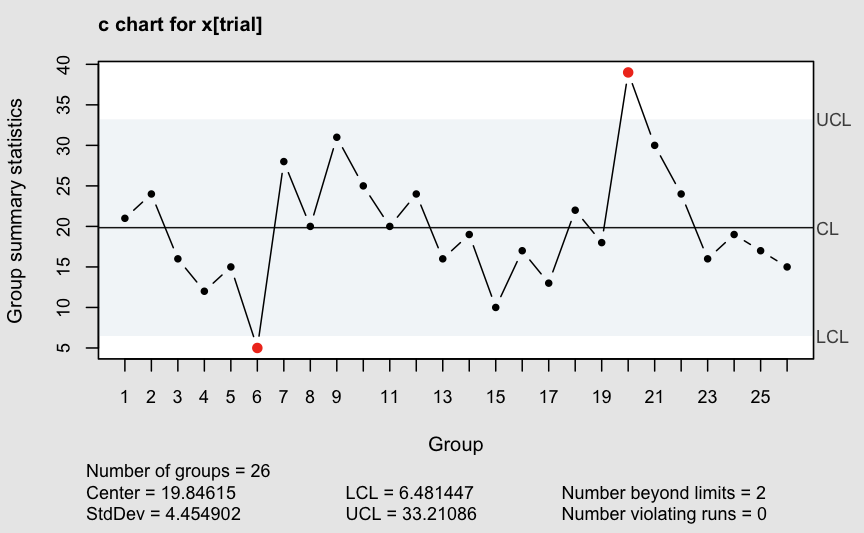 c chart for x[trial]
Group summary statistics
40
35
30
25
20
15
10
5
UCL
CL
LCL
1 2 3 4 5 6 7 8 9 11 13 15 17 19 21 23 25
Group
Number of groups = 26
Center = 19.84615 LCL = 6.481447 Number beyond limits = 2
StdDev = 4.454902 UCL = 33.21086 Number violating runs = 0